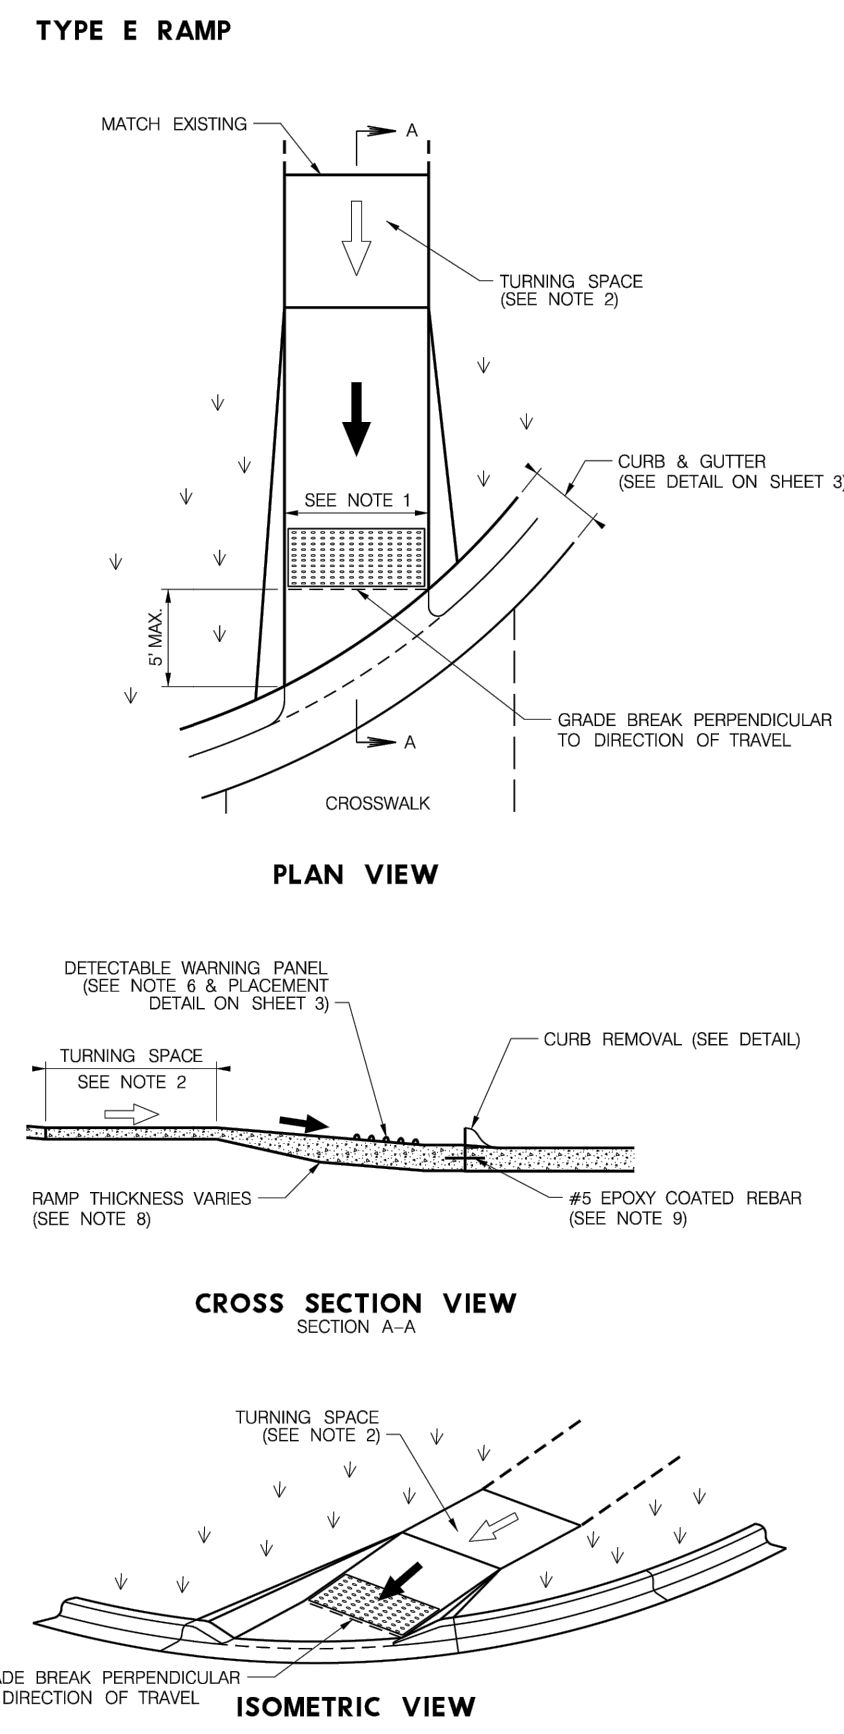 TYPE E RAMP
MATCH EXISTING
A
TURNING SPACE
(SEE NOTE 2)
CURB & GUTTER
(SEE DETAIL ON SHEET 3)
SEE NOTE 1
5' MAX.
GRADE BREAK PERPENDICULAR
TO DIRECTION OF TRAVEL
A
CROSSWALK
PLAN VIEW
DETECTABLE WARNING PANEL
(SEE NOTE 6 & PLACEMENT
DETAIL ON SHEET 3)
CURB REMOVAL (SEE DETAIL)
TURNING SPACE
SEE NOTE 2
RAMP THICKNESS VARIES
(SEE NOTE 8)
#5 EPOXY COATED REBAR
(SEE NOTE 9)
CROSS SECTION VIEW
SECTION A-A
TURNING SPACE
(SEE NOTE 2)
ADE BREAK PERPENDICULAR
DIRECTION OF TRAVEL
ISOMETRIC VIEW